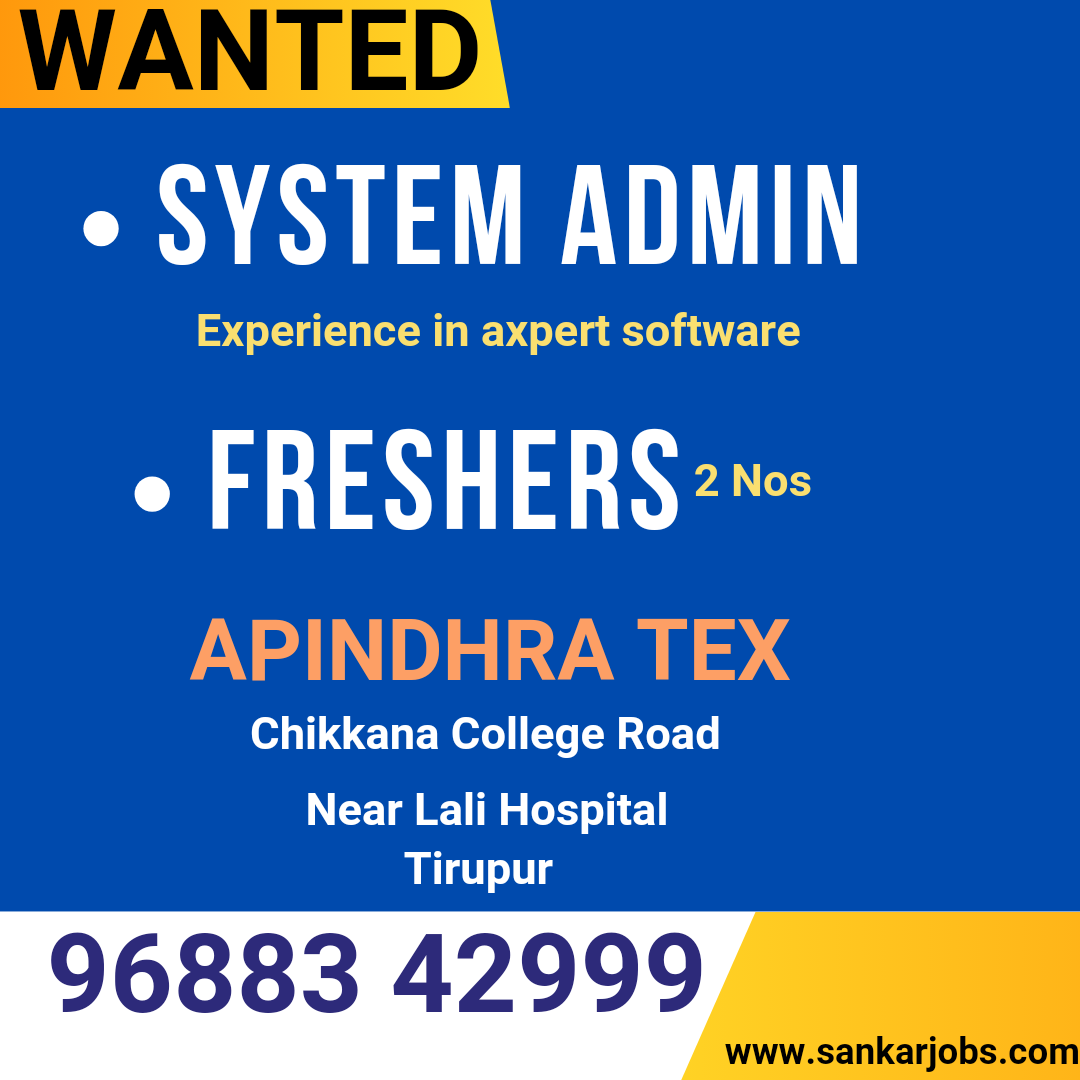 WANTED
• SYSTEM ADMIN
Experience in axpert software
• FRESHERS 2 Nos
APINDHRA TEX
Chikkana College Road
Near Lali Hospital
Tirupur
96883 42999
www.sankarjobs.com